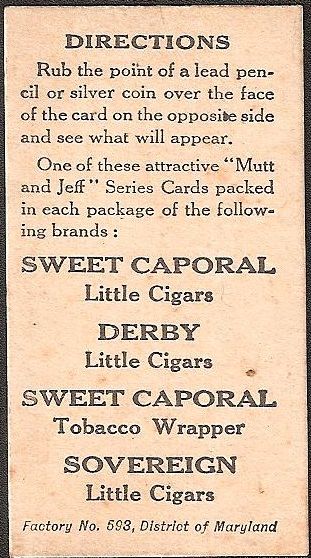 DIRECTIONS
Rub the point of a lead pen-
cil or silver coin over the face
of the card on the opposite side
and see what will appear.
One of these attractive "Mutt
and Jeff" Series Cards packed
in each package of the follow-
ing brands :
SWEET CAPORAL
Little Cigars
DERBY
Little Cigars
SWEET CAPORAL
Tobacco Wrapper
SOVEREIGN
Little Cigars
Factory No. 593, District of Maryland